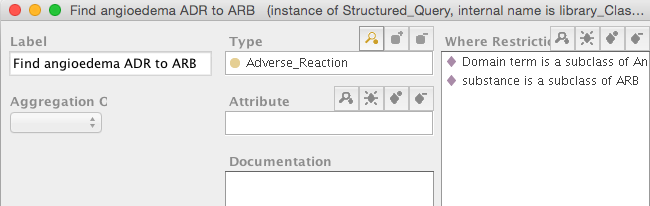 Find angioedema ADR to ARB (instance of Structured_Query, internal name is library_Clas...
Label
Type
Where Restrictio
Find angioedema ADR to ARB
Adverse_Reaction
Domain term is a subclass of An
substance is a subclass of ARB
Aggregation C
Attribute
Documentation